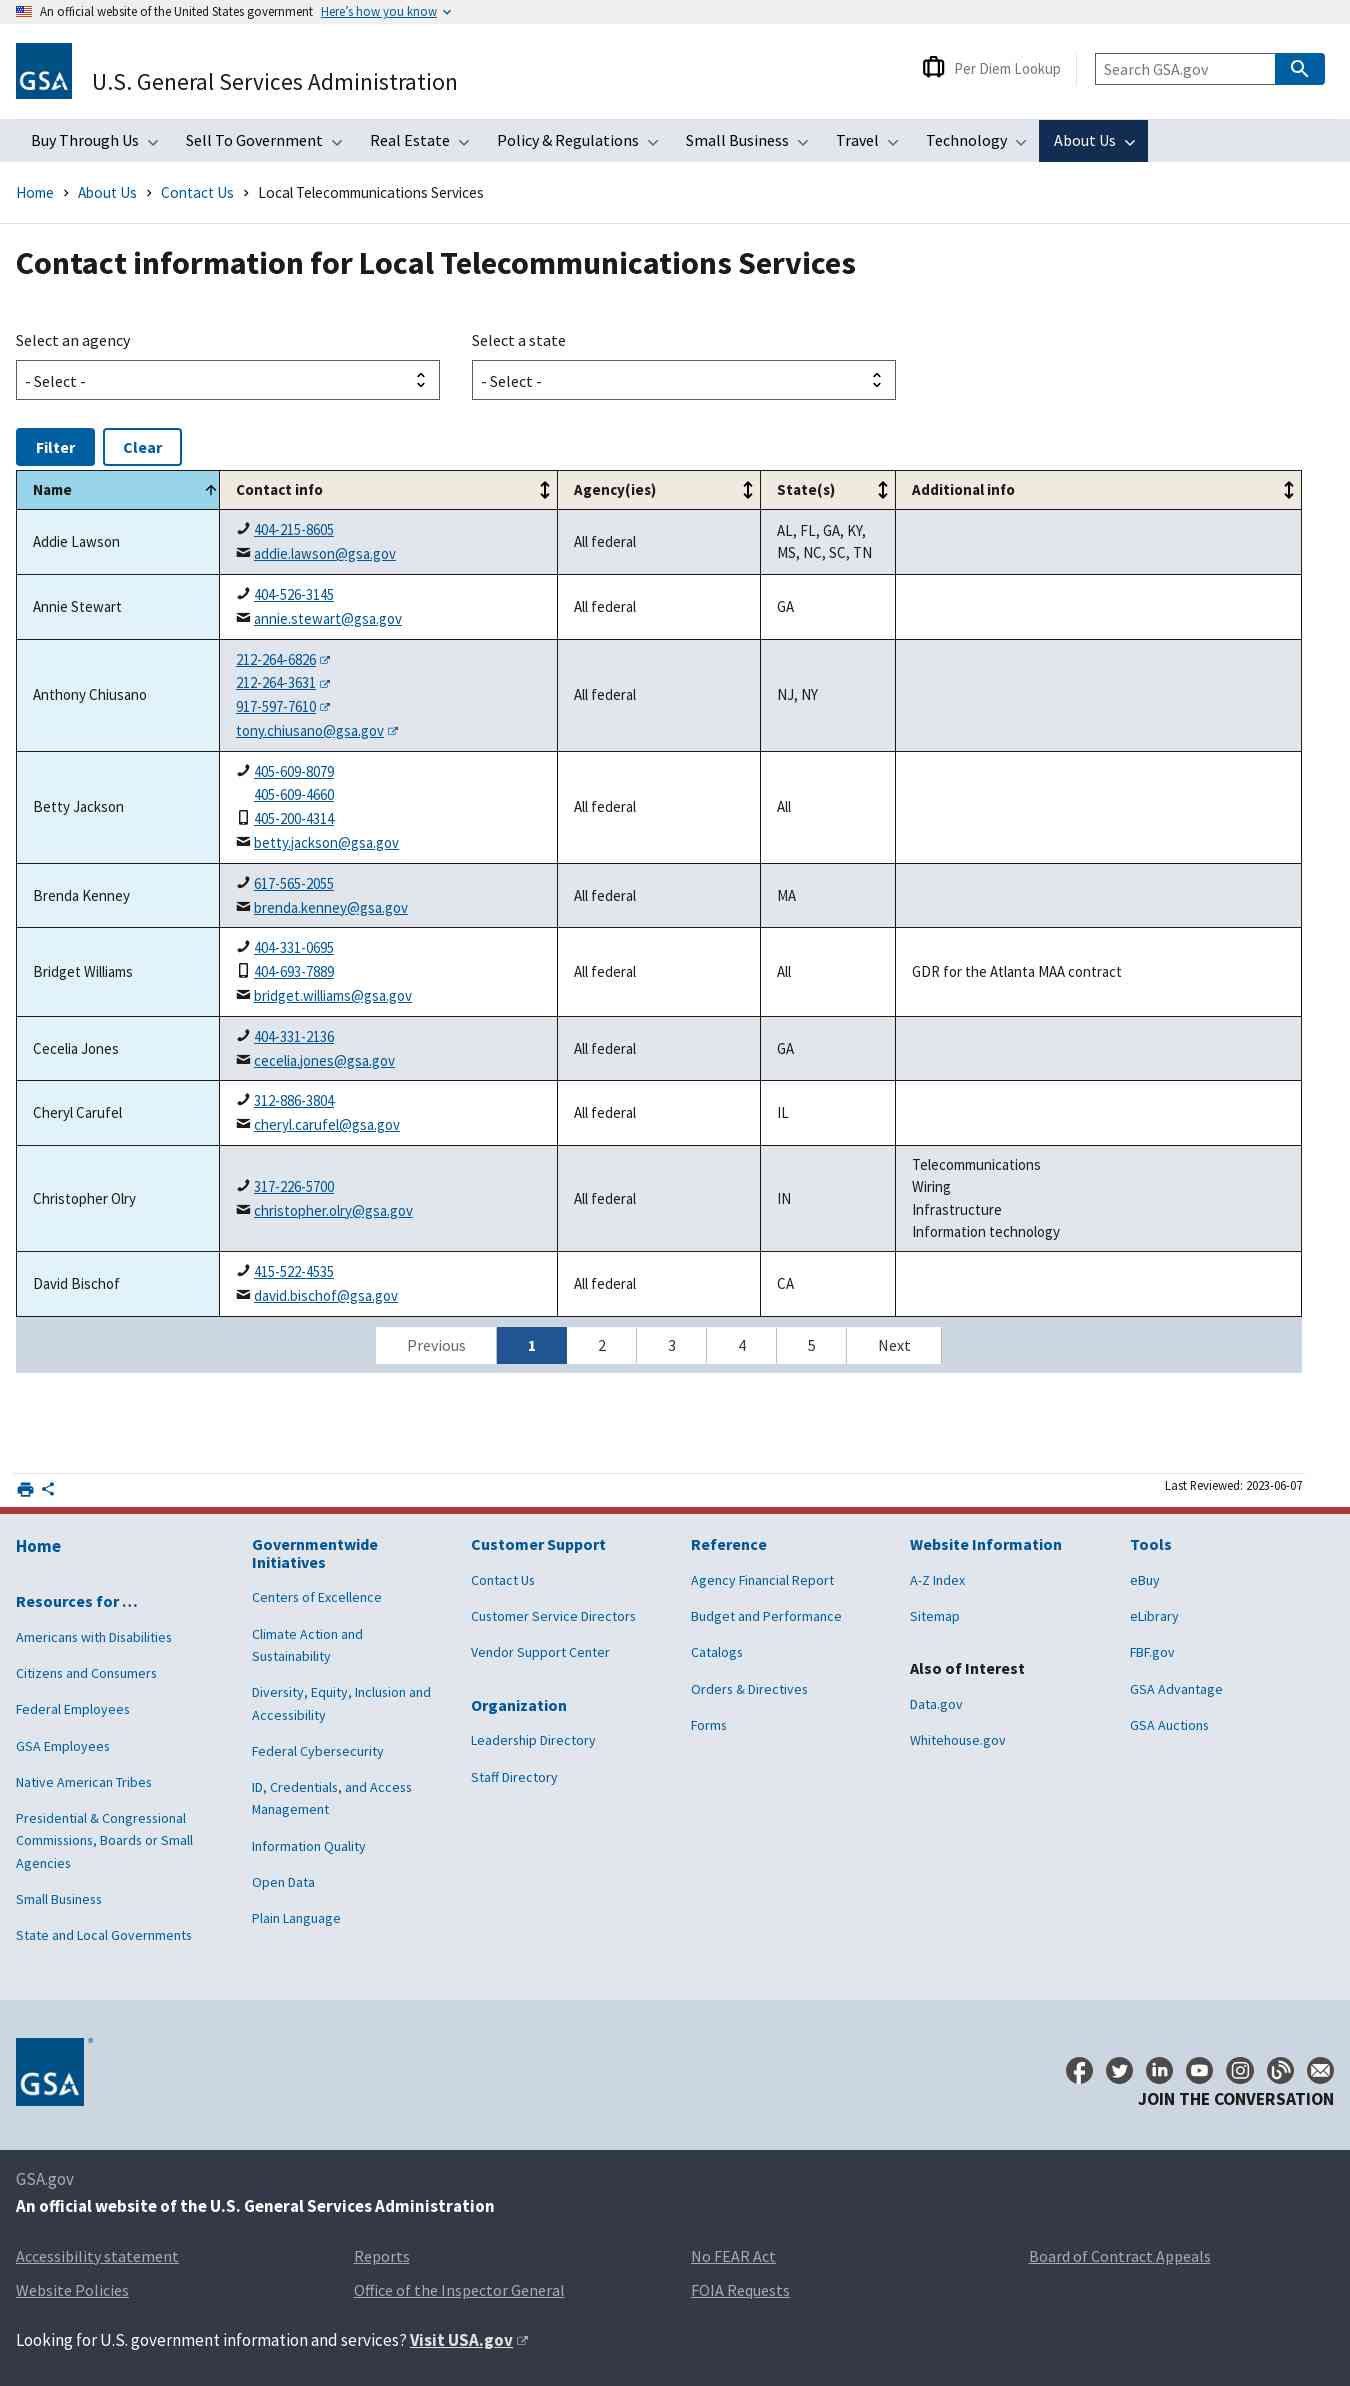 An official website of the United States government Here's how you know
GSA
U.S. General Services Administration
Per Diem Lookup
Search GSA.gov
Buy Through Us Sell To Government Real Estate Policy & Regulations Small Business Travel Technology About Us
Home > About Us > Contact Us > Local Telecommunications Services
Contact information for Local Telecommunications Services
Select an agency
- Select -
Select a state
- Select -
Filter Clear
Name Contact info Agency(ies) State(s) Additional info
Addie Lawson
404-215-8605
addie.lawson@gsa.gov
All federal
AL, FL, GA, KY,
MS, NC, SC, TN
Annie Stewart
404-526-3145
annie.stewart@gsa.gov
All federal
GA
Anthony Chiusano
212-264-6826
212-264-3631
917-597-7610
tony.chiusano@gsa.gov
All federal
NJ, NY
Betty Jackson
405-609-8079
405-609-4660
405-200-4314
betty.jackson@gsa.gov
All federal
All
Brenda Kenney
617-565-2055
brenda.kenney@gsa.gov
All federal
MA
Bridget Williams
404-331-0695
404-693-7889
bridget.williams@gsa.gov
All federal
All
GDR for the Atlanta MAA contract
Cecelia Jones
404-331-2136
cecelia.jones@gsa.gov
All federal
GA
Cheryl Carufel
312-886-3804
cheryl.carufel@gsa.gov
All federal
IL
Christopher Olry
317-226-5700
christopher.olry@gsa.gov
All federal
IN
Telecommunications
Wiring
Infrastructure
Information technology
David Bischof
415-522-4535
david.bischof@gsa.gov
All federal
CA
Previous 1 2 3 4 5 Next
Last Reviewed: 2023-06-07
Home
Resources for …
Americans with Disabilities
Citizens and Consumers
Federal Employees
GSA Employees
Native American Tribes
Presidential & Congressional
Commissions, Boards or Small
Agencies
Small Business
State and Local Governments
Governmentwide
Initiatives
Centers of Excellence
Climate Action and
Sustainability
Diversity, Equity, Inclusion and
Accessibility
Federal Cybersecurity
ID, Credentials, and Access
Management
Information Quality
Open Data
Plain Language
Customer Support
Contact Us
Customer Service Directors
Vendor Support Center
Organization
Leadership Directory
Staff Directory
Reference
Agency Financial Report
Budget and Performance
Catalogs
Orders & Directives
Forms
Website Information
A-Z Index
Sitemap
Also of Interest
Data.gov
Whitehouse.gov
Tools
eBuy
eLibrary
FBF.gov
GSA Advantage
GSA Auctions
GSA ®
JOIN THE CONVERSATION
GSA.gov
An official website of the U.S. General Services Administration
Accessibility statement Reports No FEAR Act Board of Contract Appeals
Website Policies Office of the Inspector General FOIA Requests
Looking for U.S. government information and services? Visit USA.gov